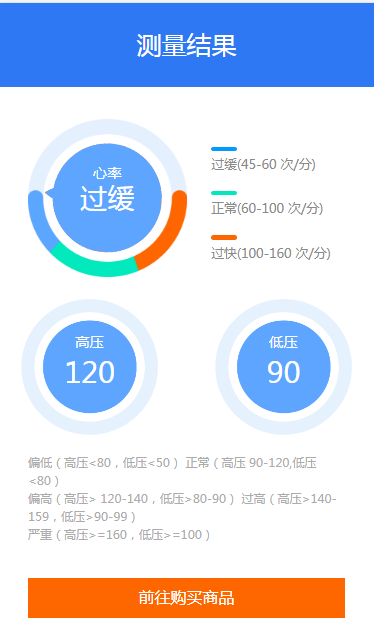 测量结果
心率
过缓
过缓(45-60 次/分)
正常(60-100 次/分)
过快(100-160 次/分)
高压
120
低压
90
偏低（高压<80，低压<50） 正常（高压 90-120,低压
<80）
偏高（高压> 120-140，低压>80-90） 过高（高压>140-
159，低压>90-99）
严重（高压>=160，低压>=100）
前往购买商品